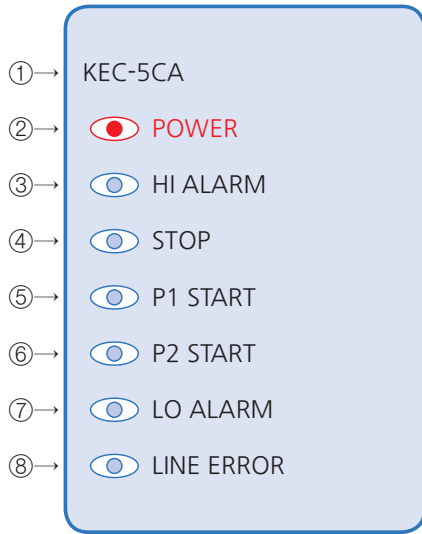 ①→ KEC-5CA
②→ POWER
③→ HI ALARM
④→ STOP
⑤→ P1 START
⑥→ P2 START
⑦→ LO ALARM
⑧→ LINE ERROR